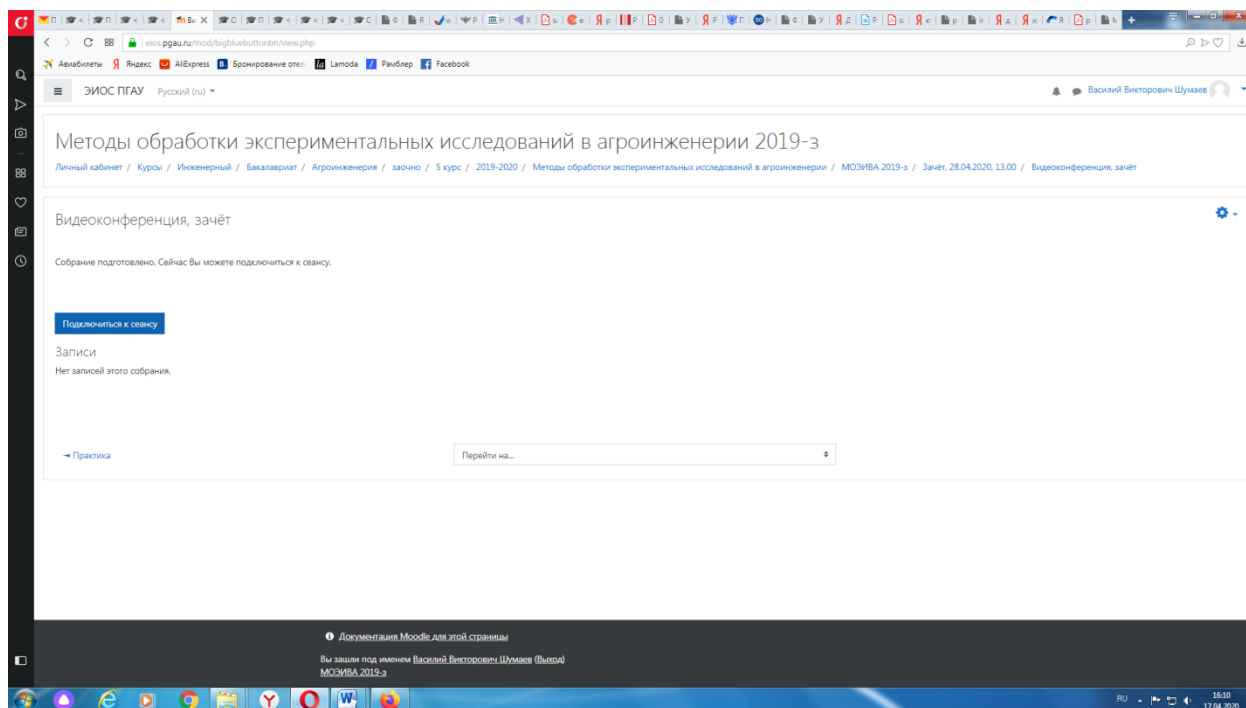 eios.pgau.ru/mod/bigbluebuttonbn/view.php
Авиабилеты Яндекс AliExpress Бронирование отел Lamoda Рамблер Facebook
ЭИОС ПГАУ Русский (ru) Василий Викторович Шумаев
Методы обработки экспериментальных исследований в агроинженерии 2019-з
Личный кабинет / Курсы / Инженерный / Бакалавриат / Агроинженерия / заочно / 5 курс / 2019-2020 / Методы обработки экспериментальных исследований в агроинженерии / МОЭИВА 2019-з / Зачёт, 28.04.2020, 13.00 / Видеоконференция, зачёт
Видеоконференция, зачёт
Собрание подготовлено. Сейчас Вы можете подключиться к сеансу.
Подключиться к сеансу
Записи
Нет записей этого собрания.
◄ Практика Перейти на...
Документация Moodle для этой страницы
Вы зашли под именем Василий Викторович Шумаев (Выход)
МОЭИВА 2019-з
RU 16:10
17.04.2020